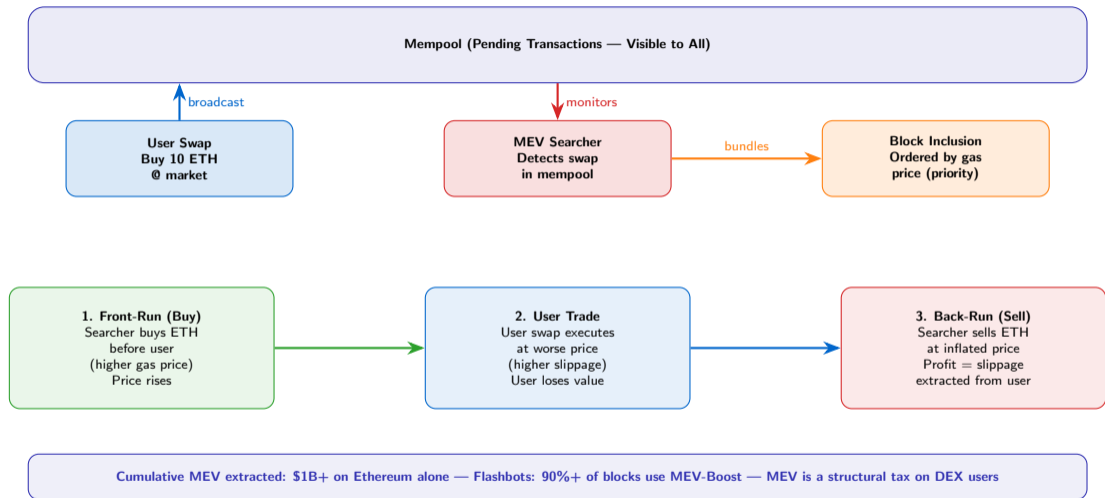 Mempool (Pending Transactions — Visible to All)
broadcast
monitors
User Swap
Buy 10 ETH
@ market
MEV Searcher
Detects swap
in mempool
bundles
Block Inclusion
Ordered by gas
price (priority)
1. Front-Run (Buy)
Searcher buys ETH
before user
(higher gas price)
Price rises
2. User Trade
User swap executes
at worse price
(higher slippage)
User loses value
3. Back-Run (Sell)
Searcher sells ETH
at inflated price
Profit = slippage
extracted from user
Cumulative MEV extracted: $1B+ on Ethereum alone — Flashbots: 90%+ of blocks use MEV-Boost — MEV is a structural tax on DEX users